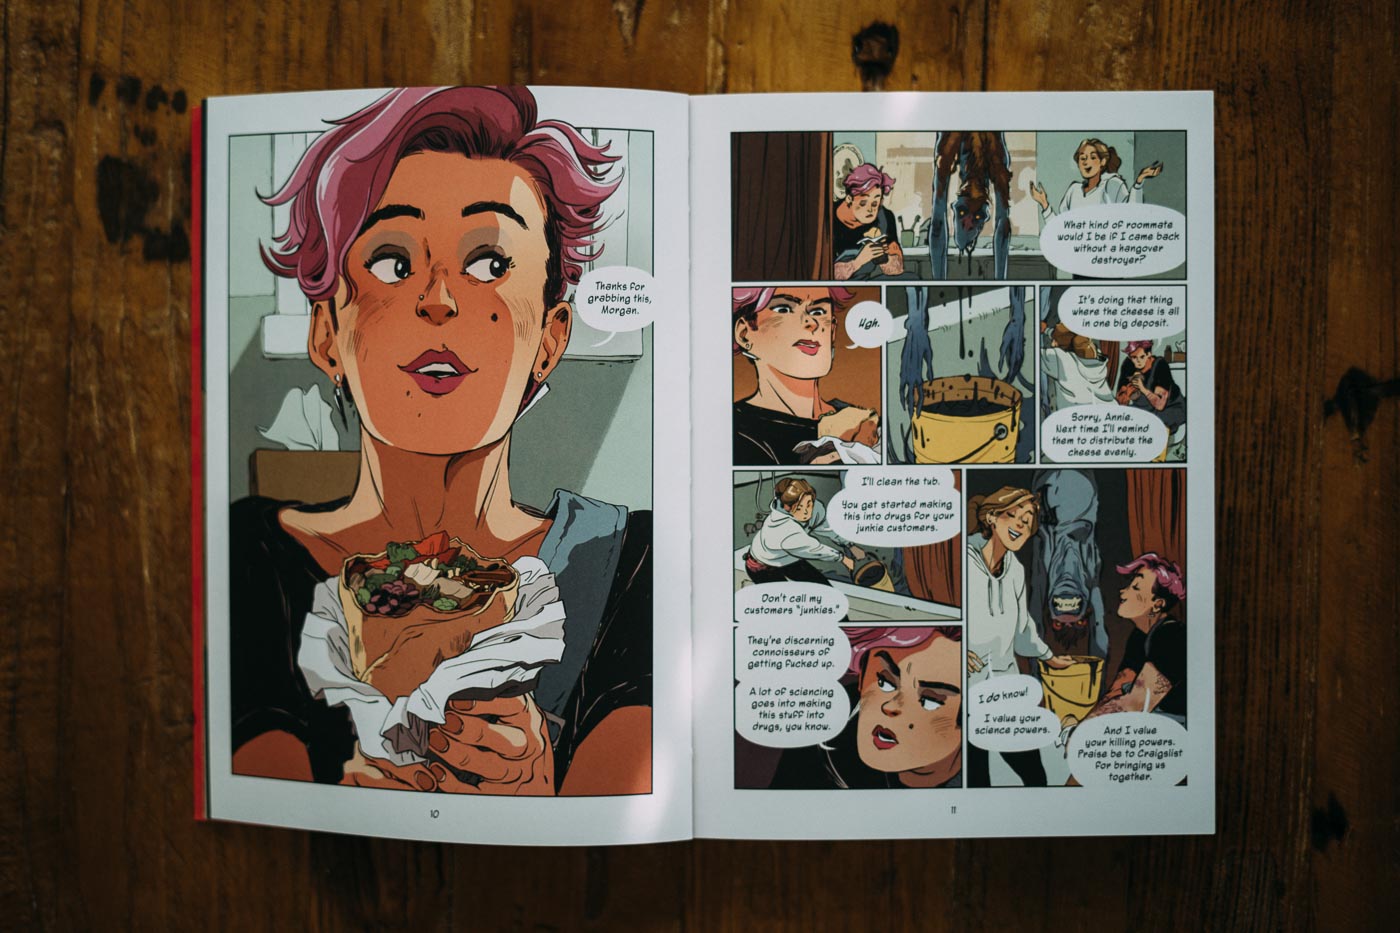 Thanks for
grabbing this,
Morgan.
10
What kind of roommate
would I be if I came back
without a hangover
destroyer?
Ugh.
It's doing that thing
where the cheese is all
in one big deposit.
Sorry, Annie.
Next time I'll remind
them to distribute the
cheese evenly.
I'll clean the tub.
You get started making
this into drugs for your
junkie customers.
Don't call my
customers "junkies."
They're discerning
connoisseurs of
getting fucked up.
A lot of sciencing
goes into making
this stuff into
drugs, you know.
I do know!
I value your
science powers.
And I value
your killing powers.
Praise be to Craigslist
for bringing us
together.
11